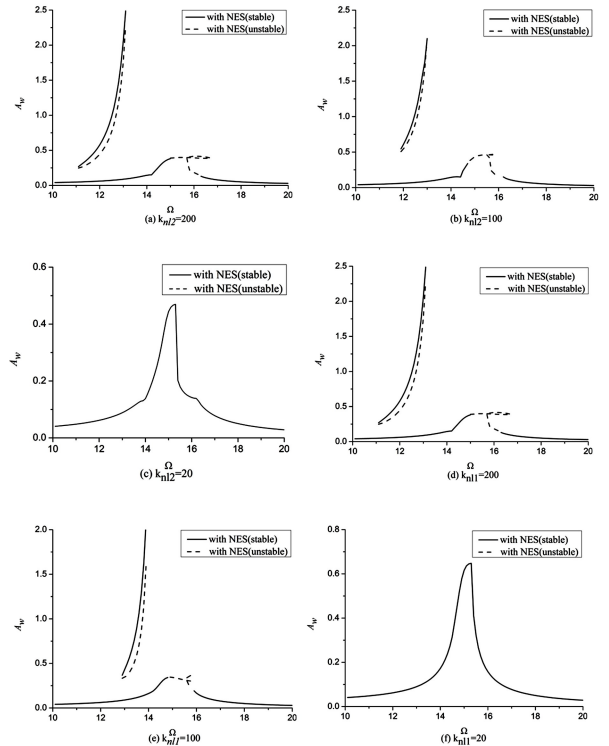 2.5
2.0
1.5
1.0
0.5
0.0
A_w
with NES(stable)
with NES(unstable)
10 12 14 16 18 20
Ω
(a) k_nl2=200
2.5
2.0
1.5
1.0
0.5
0.0
A_w
with NES(stable)
with NES(unstable)
10 12 14 16 18 20
Ω
(b) k_nl2=100
0.6
0.4
0.2
0.0
A_w
with NES(stable)
with NES(unstable)
10 12 14 16 18 20
Ω
(c) k_nl2=20
2.5
2.0
1.5
1.0
0.5
0.0
A_w
with NES(stable)
with NES(unstable)
10 12 14 16 18 20
Ω
(d) k_nl1=200
2.0
1.5
1.0
0.5
0.0
A_w
with NES(stable)
with NES(unstable)
10 12 14 16 18 20
Ω
(e) k_nl1=100
0.8
0.6
0.4
0.2
0.0
A_w
with NES(stable)
with NES(unstable)
10 12 14 16 18 20
Ω
(f) k_nl1=20